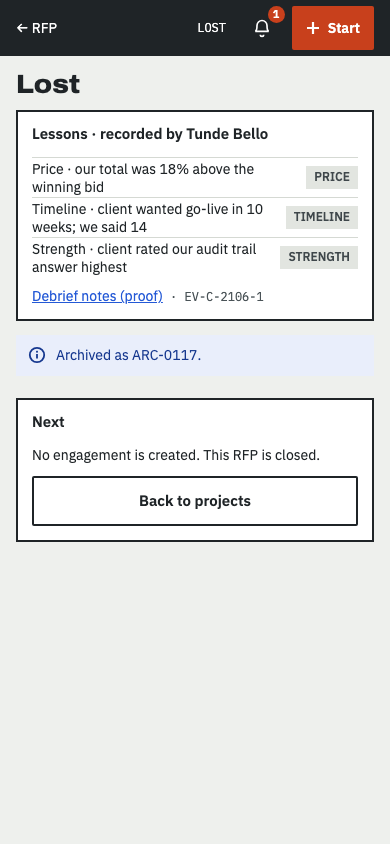 ← RFP
LOST
1
+ Start
Lost
Lessons · recorded by Tunde Bello
Price · our total was 18% above the
winning bid
PRICE
Timeline · client wanted go-live in 10
weeks; we said 14
TIMELINE
Strength · client rated our audit trail
answer highest
STRENGTH
Debrief notes (proof) · EV-C-2106-1
Archived as ARC-0117.
Next
No engagement is created. This RFP is closed.
Back to projects